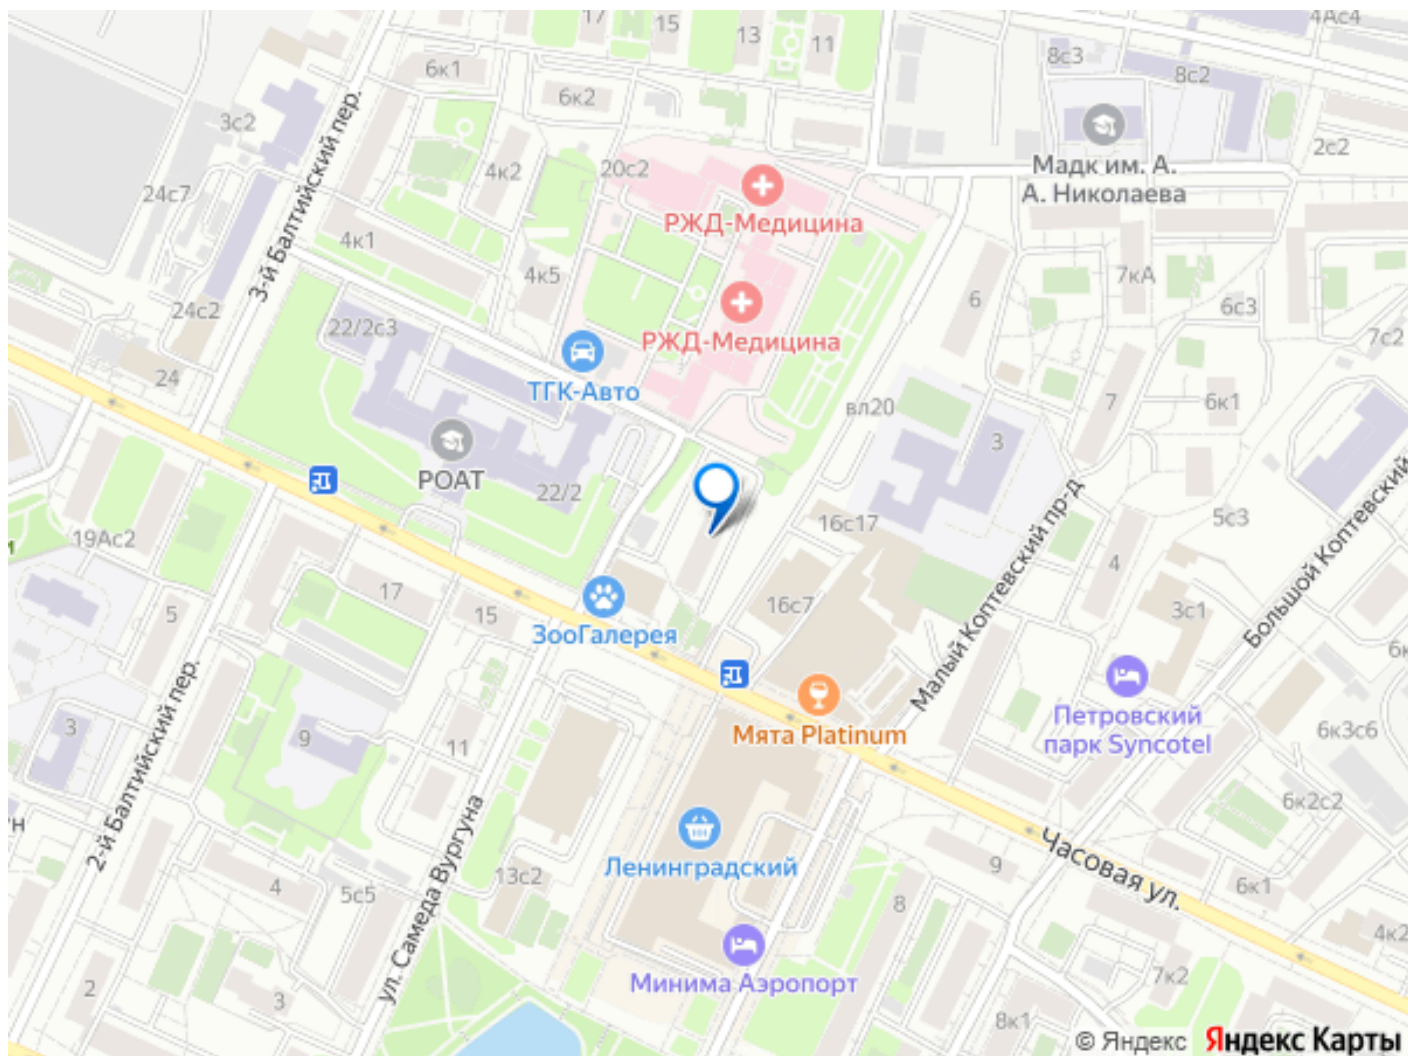 17
15
13
11
4Ас4
8с3
8с2
6к1
6к2
3с2
3-й Балтийский пер.
2с2
Мадк им. А.
А. Николаева
20с2
4к2
24с7
РЖД-Медицина
4к1
4к5
7кА
6
6с3
24с2
22/2с3
7с2
РЖД-Медицина
24
ТГК-Авто
вл20
7
6к1
3
РОАТ
22/2
16с17
5с3
19Ас2
Малый Коптевский пр-д
Большой Коптевский
4
17
15
16с7
5
3с1
ЗооГалерея
6к
2-й Балтийский пер.
3
9
11
Мята Platinum
Петровский
парк Syncotel
6к3с6
6к2с2
ул. Самеда Вургуна
н
Ленинградский
Часовая ул.
9
4
5с5
13с2
8
6к1
4к2
2
3
Минима Аэропорт
7к2
8к1
© Яндекс Яндекс Карты